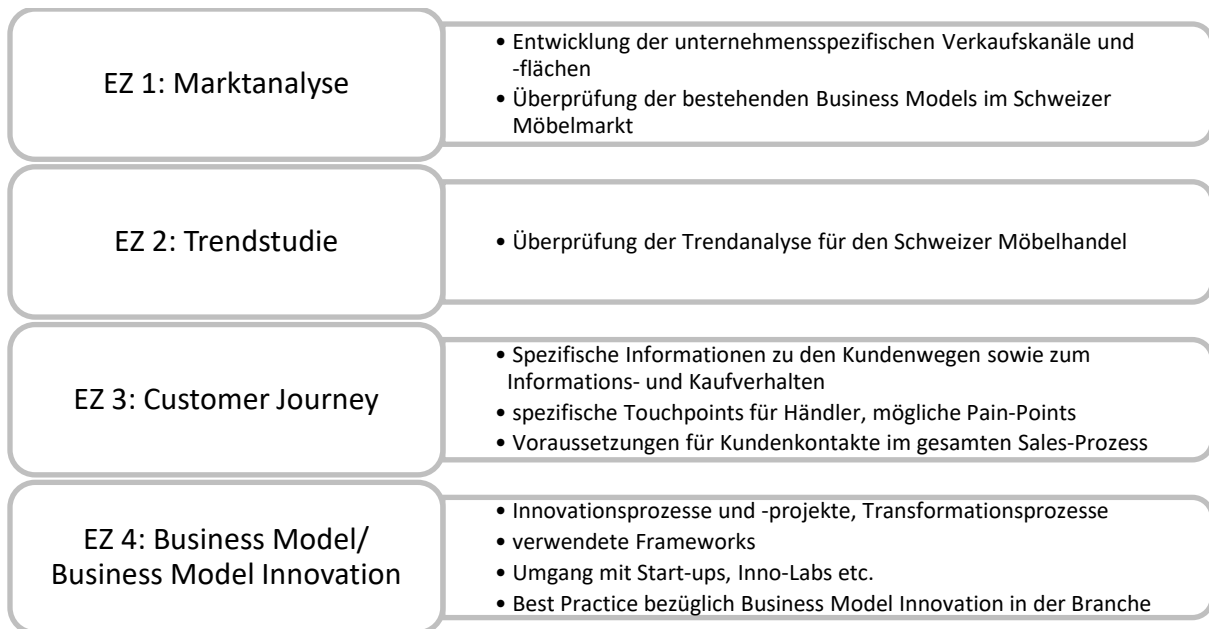 EZ 1: Marktanalyse
• Entwicklung der unternehmensspezifischen Verkaufskanäle und
-flächen
• Überprüfung der bestehenden Business Models im Schweizer
Möbelmarkt
EZ 2: Trendstudie
• Überprüfung der Trendanalyse für den Schweizer Möbelhandel
EZ 3: Customer Journey
• Spezifische Informationen zu den Kundenwegen sowie zum
Informations- und Kaufverhalten
• spezifische Touchpoints für Händler, mögliche Pain-Points
• Voraussetzungen für Kundenkontakte im gesamten Sales-Prozess
EZ 4: Business Model/
Business Model Innovation
• Innovationsprozesse und -projekte, Transformationsprozesse
• verwendete Frameworks
• Umgang mit Start-ups, Inno-Labs etc.
• Best Practice bezüglich Business Model Innovation in der Branche